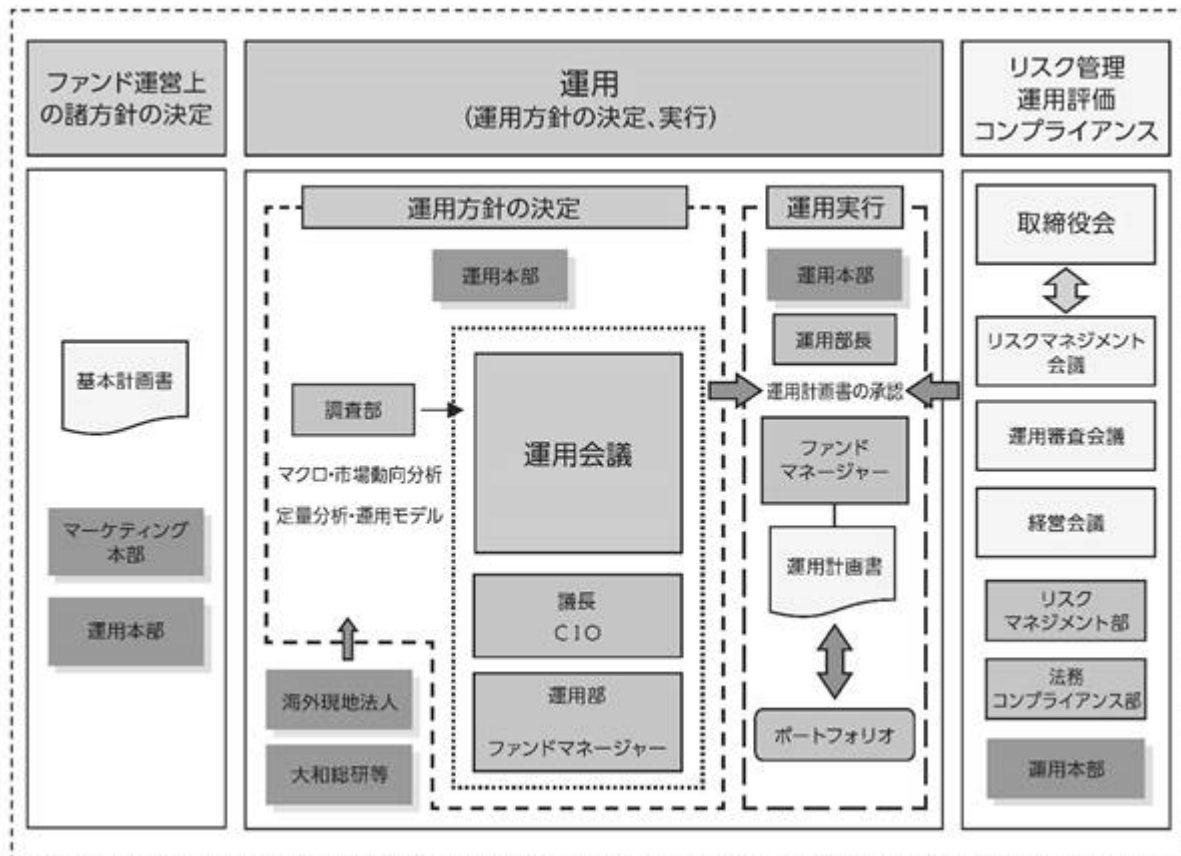 ファンド運営上
の諸方針の決定
運用
(運用方針の決定、実行)
リスク管理
運用評価
コンプライアンス
基本計画書
マーケティング
本部
運用本部
運用方針の決定
運用本部
調査部
マクロ・市場動向分析
定量分析・運用モデル
海外現地法人
大和総研等
運用会議
議長
CIO
運用部
ファンドマネージャー
運用実行
運用本部
運用部長
運用計画書の承認
ファンド
マネージャー
運用計画書
ポートフォリオ
取締役会
リスクマネジメント
会議
運用審査会議
経営会議
リスク
マネジメント部
法務
コンプライアンス部
運用本部